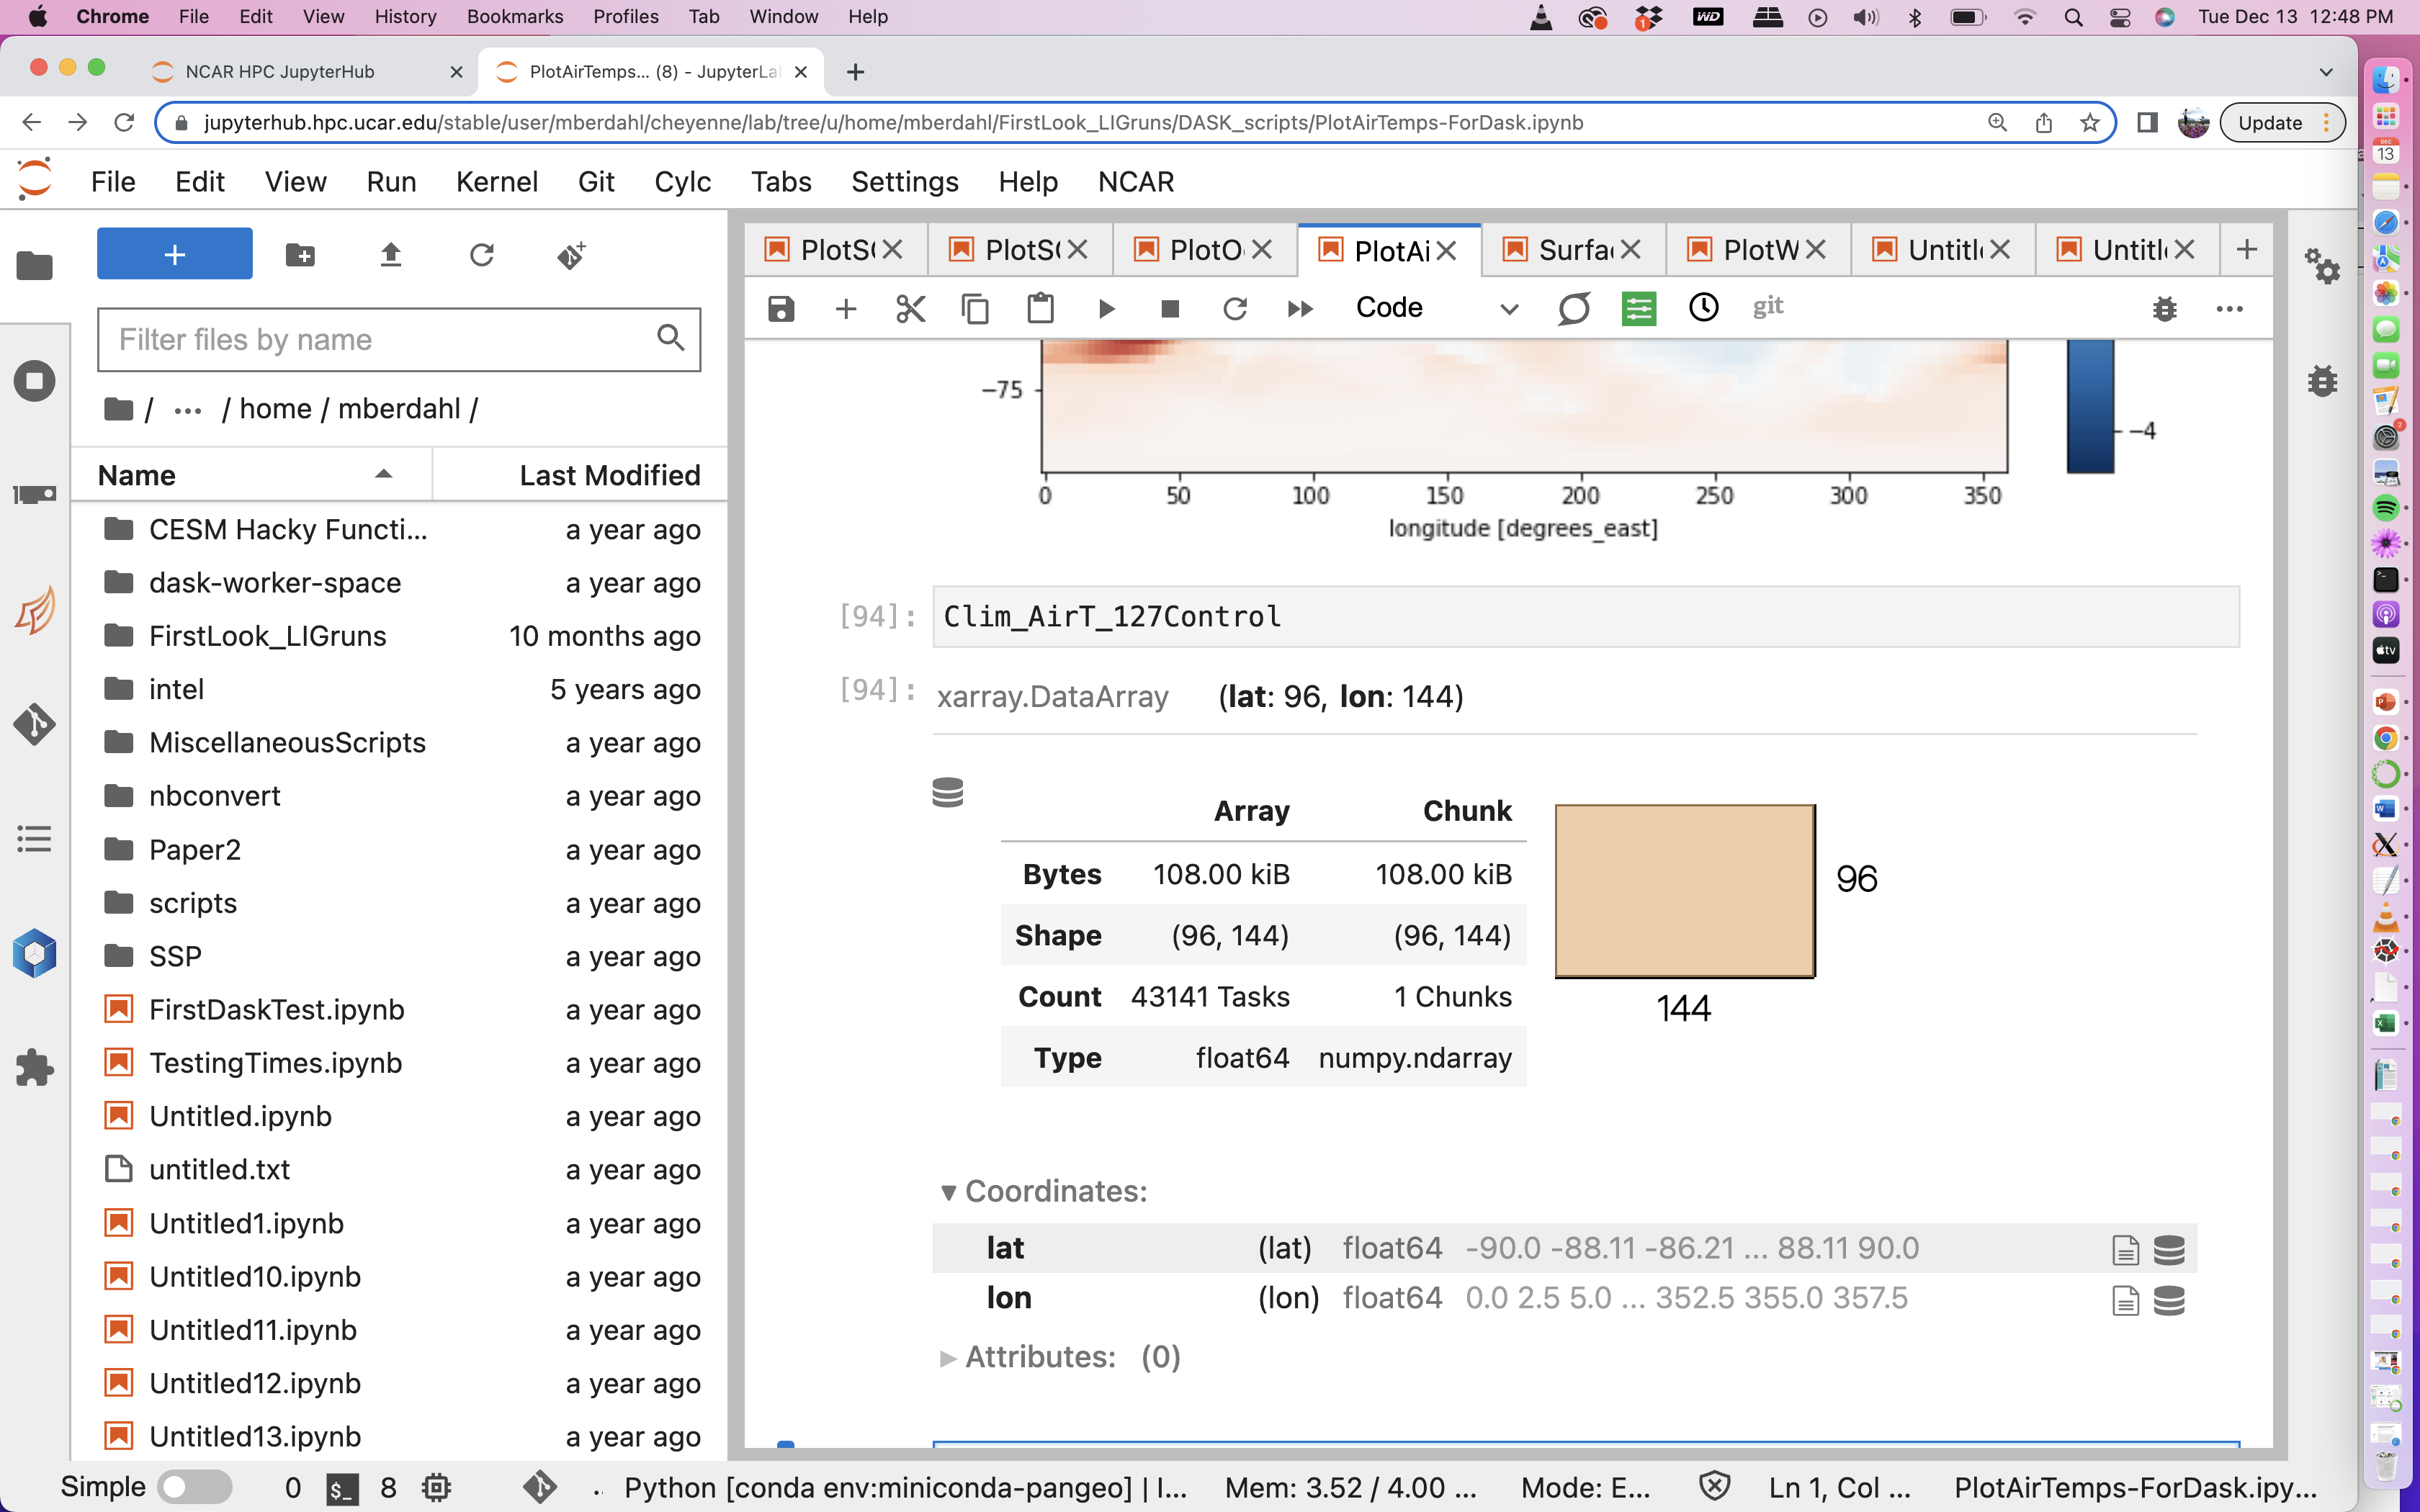 Chrome File Edit View History Bookmarks Profiles Tab Window Help WD Tue Dec 13 12:48 PM
NCAR HPC JupyterHub PlotAirTemps... (8) - JupyterLa
jupyterhub.hpc.ucar.edu/stable/user/mberdahl/cheyenne/lab/tree/u/home/mberdahl/FirstLook_LIGruns/DASK_scripts/PlotAirTemps-ForDask.ipynb Update
File Edit View Run Kernel Git Cylc Tabs Settings Help NCAR
PlotS PlotS PlotO PlotAi Surfa PlotW Untitl Untitl
Code git
Filter files by name
/ ... / home / mberdahl /
Name Last Modified
CESM Hacky Functi... a year ago
dask-worker-space a year ago
FirstLook_LIGruns 10 months ago
intel 5 years ago
MiscellaneousScripts a year ago
nbconvert a year ago
Paper2 a year ago
scripts a year ago
SSP a year ago
FirstDaskTest.ipynb a year ago
TestingTimes.ipynb a year ago
Untitled.ipynb a year ago
untitled.txt a year ago
Untitled1.ipynb a year ago
Untitled10.ipynb a year ago
Untitled11.ipynb a year ago
Untitled12.ipynb a year ago
Untitled13.ipynb a year ago
−75
−4
0 50 100 150 200 250 300 350
longitude [degrees_east]
[94]: Clim_AirT_127Control
[94]: xarray.DataArray (lat: 96, lon: 144)
Array Chunk
Bytes 108.00 kiB 108.00 kiB
Shape (96, 144) (96, 144)
Count 43141 Tasks 1 Chunks
Type float64 numpy.ndarray
96
144
▼ Coordinates:
lat (lat) float64 -90.0 -88.11 -86.21 ... 88.11 90.0
lon (lon) float64 0.0 2.5 5.0 ... 352.5 355.0 357.5
► Attributes: (0)
Simple 0 $_ 8 Python [conda env:miniconda-pangeo] | I... Mem: 3.52 / 4.00 ... Mode: E... Ln 1, Col ... PlotAirTemps-ForDask.ipy...